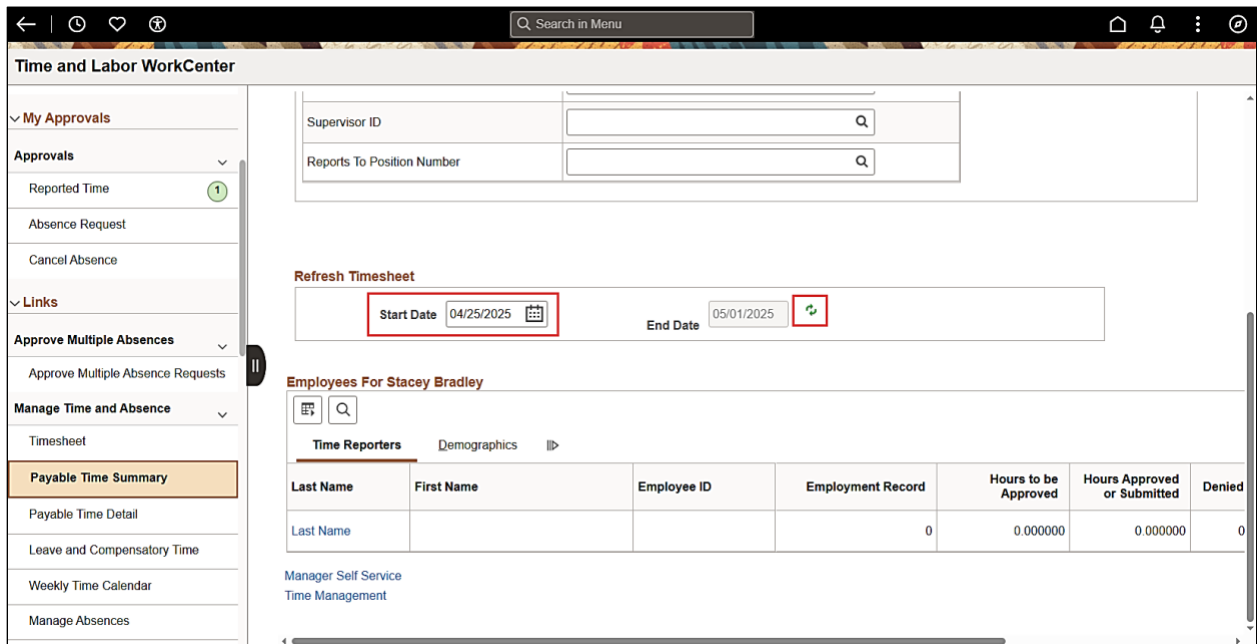 Search in Menu
Time and Labor WorkCenter
My Approvals
Approvals
Reported Time 1
Absence Request
Cancel Absence
Links
Approve Multiple Absences
Approve Multiple Absence Requests
Manage Time and Absence
Timesheet
Payable Time Summary
Payable Time Detail
Leave and Compensatory Time
Weekly Time Calendar
Manage Absences
Supervisor ID
Reports To Position Number
Refresh Timesheet
Start Date 04/25/2025
End Date 05/01/2025
Employees For Stacey Bradley
Time Reporters Demographics
Last Name First Name Employee ID Employment Record Hours to be Approved Hours Approved or Submitted Denied
Last Name 0 0.000000 0.000000 0
Manager Self Service
Time Management